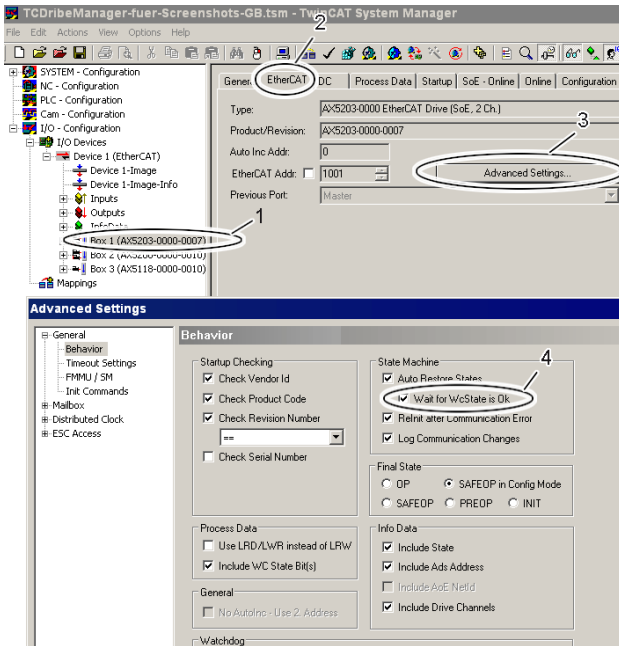 TCDribeManager-fuer-Screenshots-GB.tsm - TwinCAT System Manager
2
File Edit Actions View Options Help
SYSTEM - Configuration
NC - Configuration
PLC - Configuration
Cam - Configuration
I/O - Configuration
I/O Devices
Device 1 (EtherCAT)
Device 1-Image
Device 1-Image-Info
Inputs
Outputs
InfoData
Box 1 (AX5203-0000-0007)
Box 2 (AX5206-0000-0010)
Box 3 (AX5118-0000-0010)
Mappings
1
General EtherCAT DC Process Data Startup SoE - Online Online Configuration
Type: AX5203-0000 EtherCAT Drive (SoE, 2 Ch.)
Product/Revision: AX5203-0000-0007
3
Auto Inc Addr: 0
EtherCAT Addr: 1001 Advanced Settings...
Previous Port: Master
Advanced Settings
General
Behavior
Timeout Settings
FMMU / SM
Init Commands
Mailbox
Distributed Clock
ESC Access
Behavior
Startup Checking
Check Vendor Id
Check Product Code
Check Revision Number
==
Check Serial Number
State Machine
4
Auto Restore States
Wait for WcState is Ok
ReInit after Communication Error
Log Communication Changes
Final State
OP SAFEOP in Config Mode
SAFEOP PREOP INIT
Process Data
Use LRD/LWR instead of LRW
Include WC State Bit(s)
General
No AutoInc - Use 2. Address
Info Data
Include State
Include Ads Address
Include AoE NetId
Include Drive Channels
Watchdog